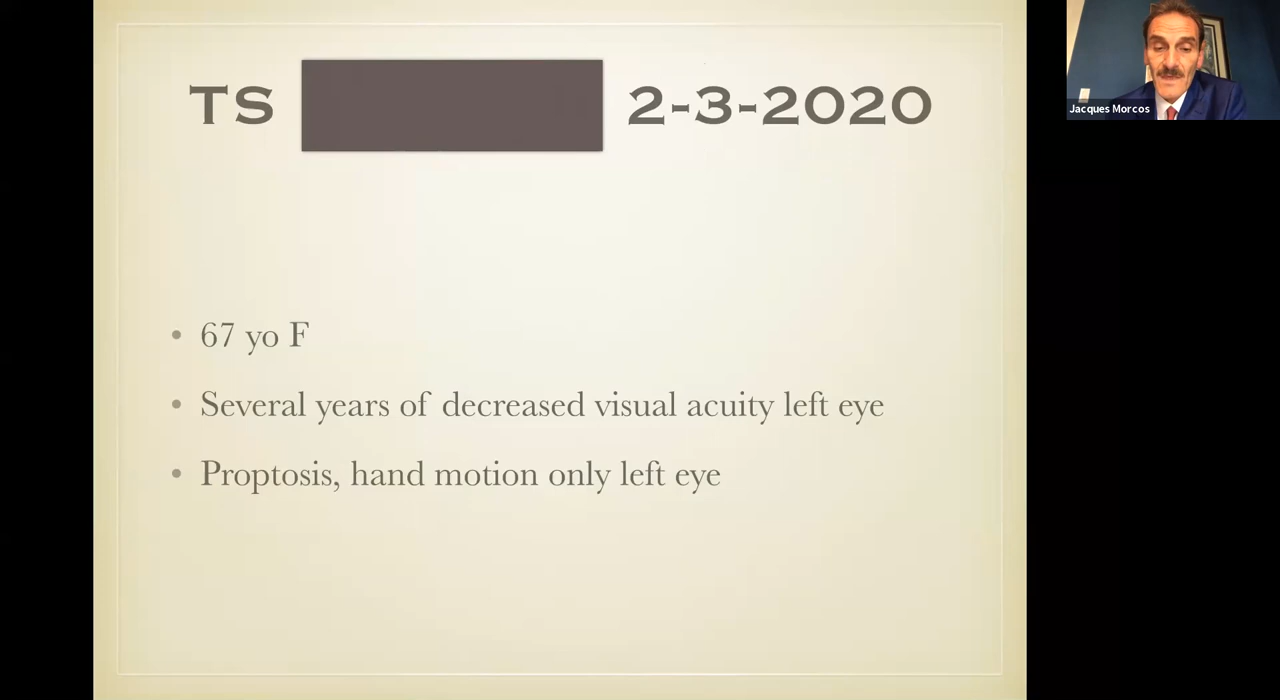 TS 2-3-2020
Jacques Morcos
• 67 yo F
• Several years of decreased visual acuity left eye
• Proptosis, hand motion only left eye